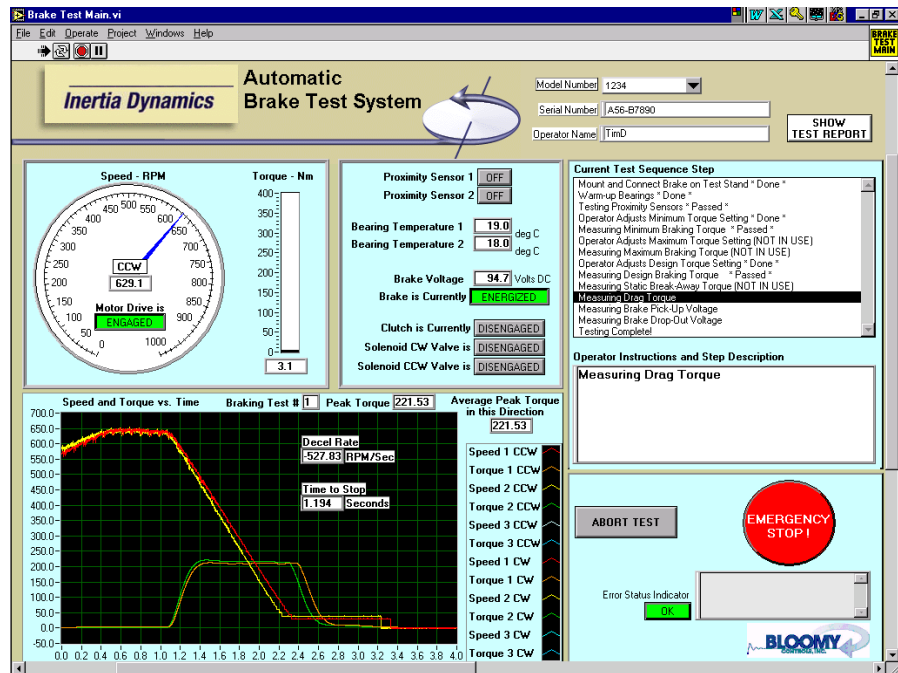 Brake Test Main.vi
File Edit Operate Project Windows Help
BRAKE
TEST
MAIN
Inertia Dynamics
Automatic
Brake Test System
Model Number 1234
Serial Number A56-B7890
Operator Name TimD
SHOW
TEST REPORT
Speed - RPM
0 50 100 150 200 250 300 350 400 450 500 550 600 650 700 750 800 850 900 1000
CCW
629.1
Motor Drive is
ENGAGED
Torque - Nm
400
350
300
250
200
150
100
50
0
3.1
Proximity Sensor 1 OFF
Proximity Sensor 2 OFF
Bearing Temperature 1 19.0 deg C
Bearing Temperature 2 18.0 deg C
Brake Voltage 94.7 Volts DC
Brake is Currently ENERGIZED
Clutch is Currently DISENGAGED
Solenoid CW Valve is DISENGAGED
Solenoid CCW Valve is DISENGAGED
Current Test Sequence Step
Mount and Connect Brake on Test Stand * Done *
Warm-up Bearings * Done *
Testing Proximity Sensors * Passed *
Operator Adjusts Minimum Torque Setting * Done *
Measuring Minimum Braking Torque * Passed *
Operator Adjusts Maximum Torque Setting (NOT IN USE)
Measuring Maximum Braking Torque (NOT IN USE)
Operator Adjusts Design Torque Setting * Done *
Measuring Design Braking Torque * Passed *
Measuring Static Break-Away Torque (NOT IN USE)
Measuring Drag Torque
Measuring Brake Pick-Up Voltage
Measuring Brake Drop-Out Voltage
Testing Complete!
Operator Instructions and Step Description
Measuring Drag Torque
Speed and Torque vs. Time Braking Test # 1 Peak Torque 221.53
Average Peak Torque
in this Direction
221.53
700.0
650.0
600.0
550.0
500.0
450.0
400.0
350.0
300.0
250.0
200.0
150.0
100.0
50.0
0.0
-50.0
0.0 0.2 0.4 0.6 0.8 1.0 1.2 1.4 1.6 1.8 2.0 2.2 2.4 2.6 2.8 3.0 3.2 3.4 3.6 3.8 4.0
Decel Rate
-527.83 RPM/Sec
Time to Stop
1.194 Seconds
Speed 1 CCW
Torque 1 CCW
Speed 2 CCW
Torque 2 CCW
Speed 3 CCW
Torque 3 CCW
Speed 1 CW
Torque 1 CW
Speed 2 CW
Torque 2 CW
Speed 3 CW
Torque 3 CW
ABORT TEST
EMERGENCY
STOP !
Error Status Indicator
OK
BLOOMY
CONTROLS, INC.